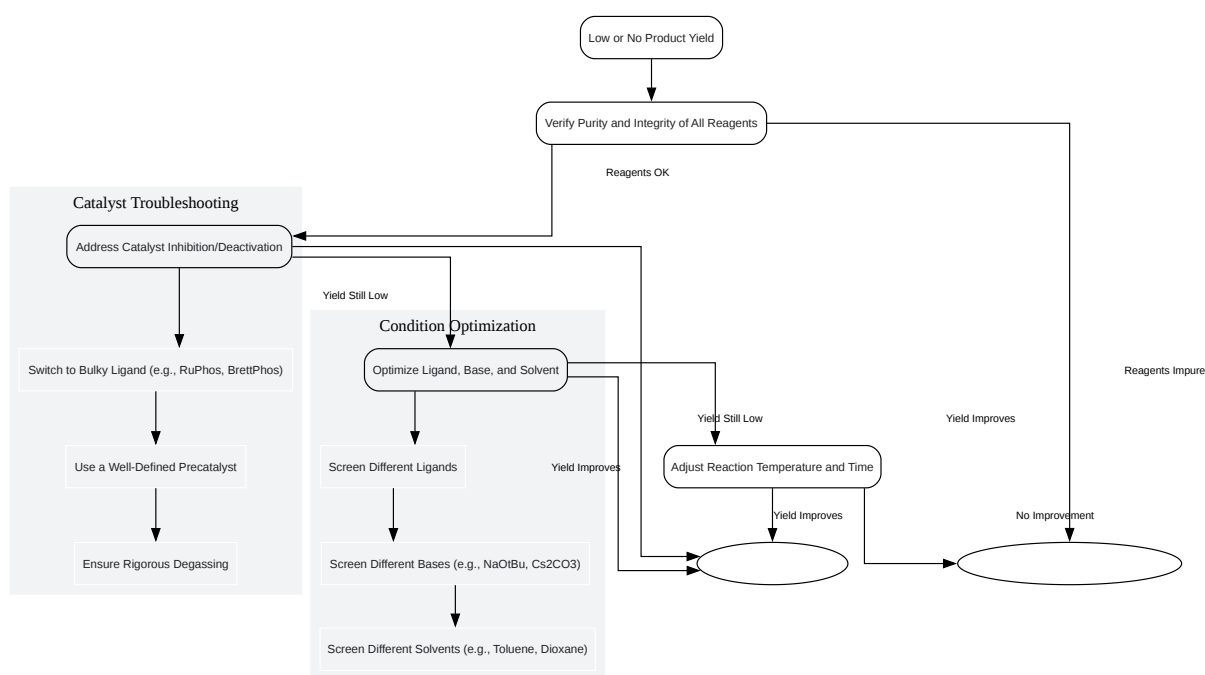 Low or No Product Yield
Verify Purity and Integrity of All Reagents
Reagents OK
Catalyst Troubleshooting
Address Catalyst Inhibition/Deactivation
Yield Still Low
Condition Optimization
Switch to Bulky Ligand (e.g., RuPhos, BrettPhos)
Optimize Ligand, Base, and Solvent
Reagents Impure
Yield Still Low
Yield Improves
Use a Well-Defined Precatalyst
Screen Different Ligands
Yield Improves
Adjust Reaction Temperature and Time
Yield Improves
No Improvement
Ensure Rigorous Degassing
Screen Different Bases (e.g., NaOtBu, Cs2CO3)
Screen Different Solvents (e.g., Toluene, Dioxane)